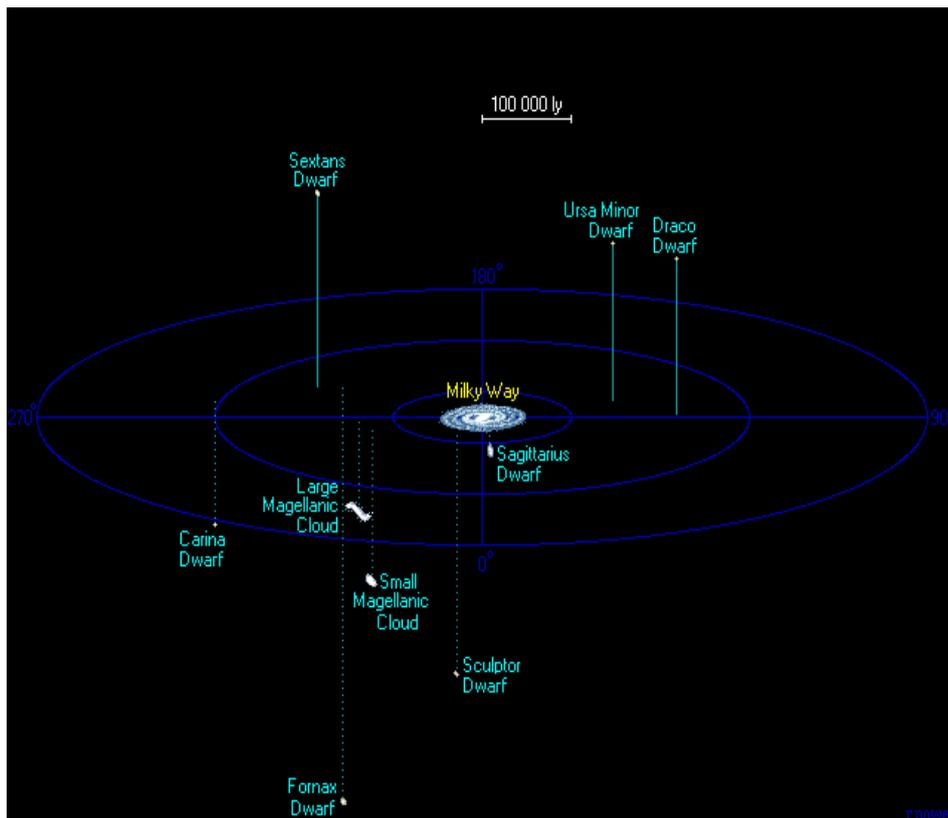 100 000 ly
Sextans
Dwarf
Ursa Minor
Dwarf
Draco
Dwarf
180°
Milky Way
270°
90°
Sagittarius
Dwarf
Large
Magellanic
Cloud
Carina
Dwarf
0°
Small
Magellanic
Cloud
Sculptor
Dwarf
Fornax
Dwarf